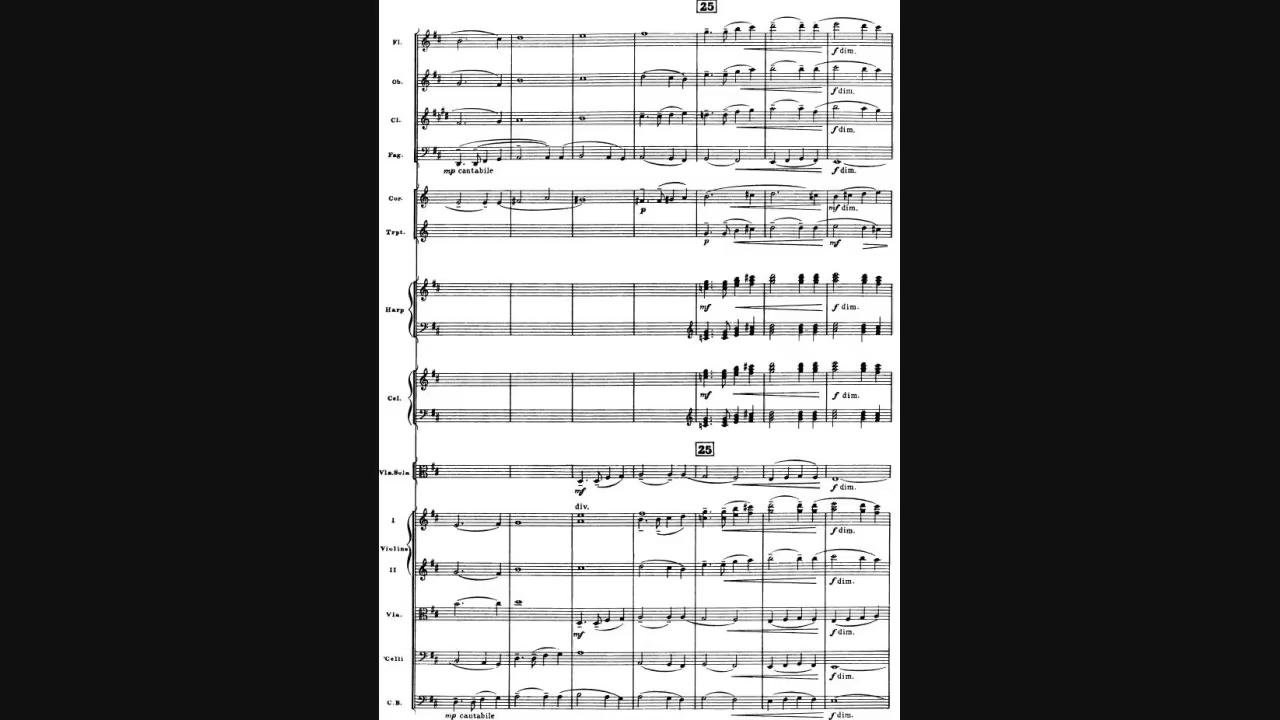 25
Fl.
f dim.
Ob.
f dim.
Cl.
f dim.
Fag.
mp cantabile
f dim.
Cor.
p
mf dim.
Trpt.
p
mf
Harp
mf
f dim.
Cel.
mf
f dim.
25
Vla.Sola
mf
f dim.
div.
I
f dim.
Violins
II
f dim.
Vla.
mf
f dim.
'Celli
f dim.
C.B.
mp cantabile
f dim.